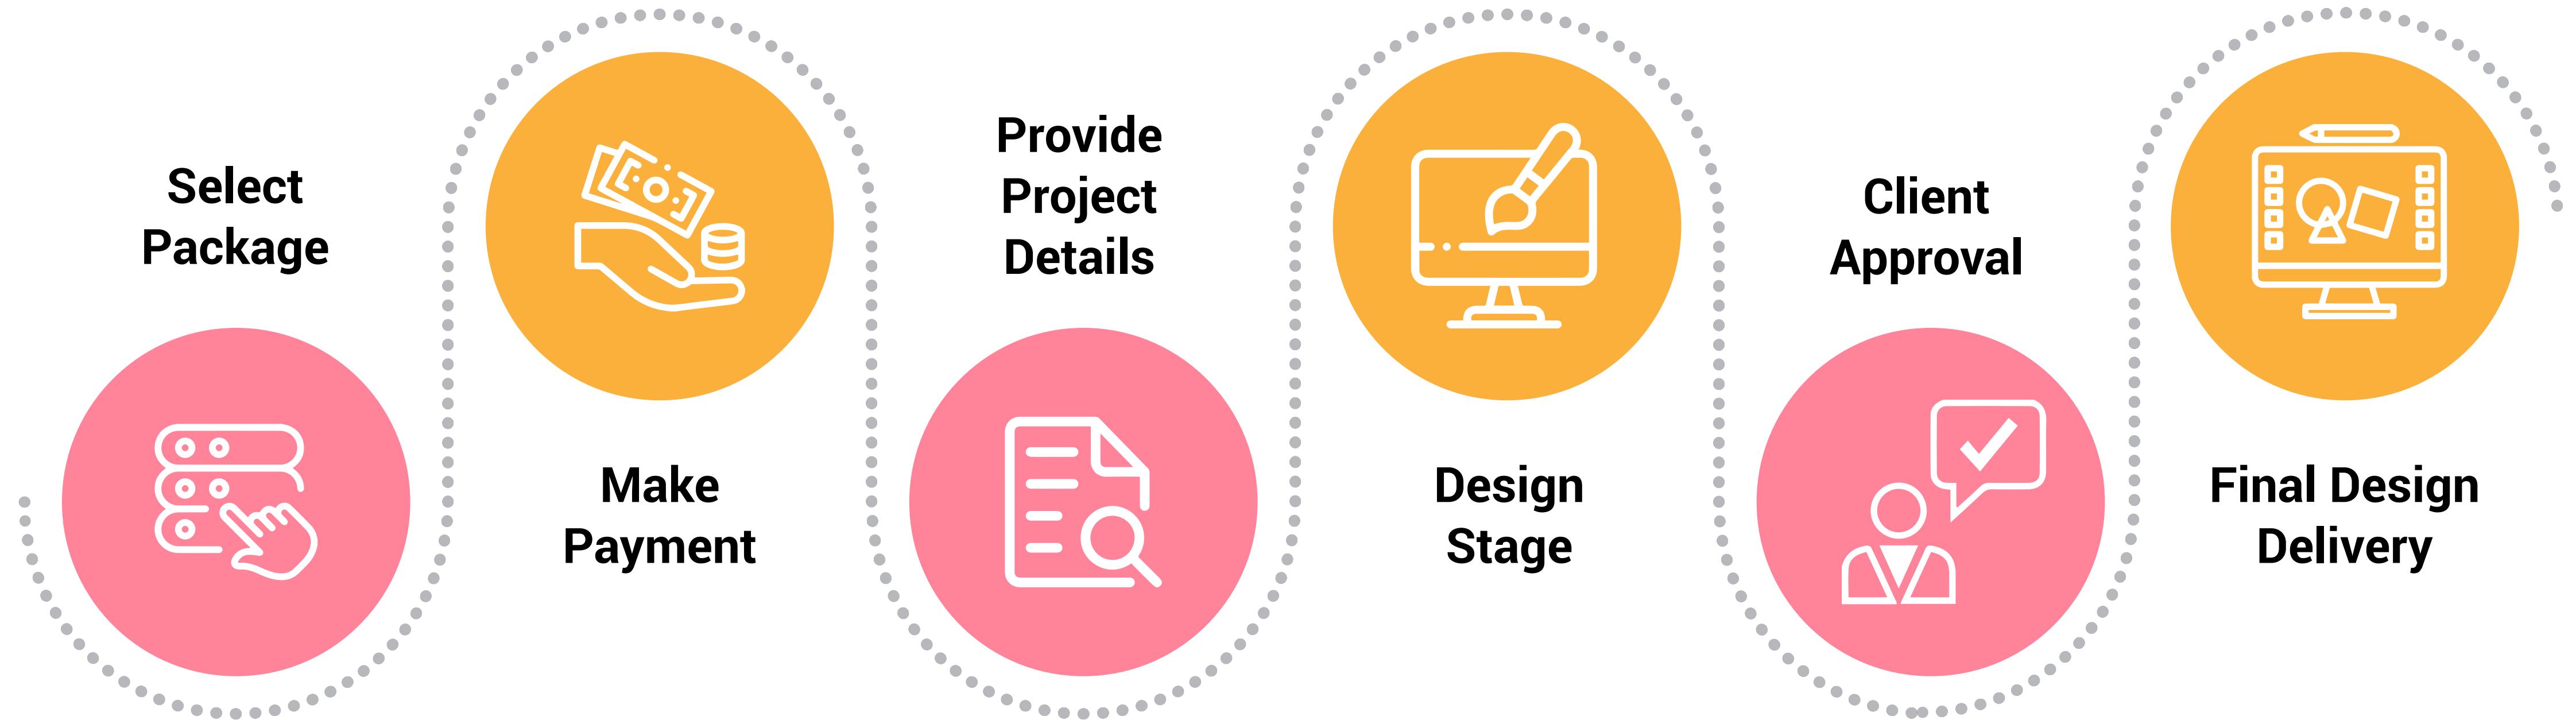 Select
Package
Make
Payment
Provide
Project
Details
Design
Stage
Client
Approval
Final Design
Delivery